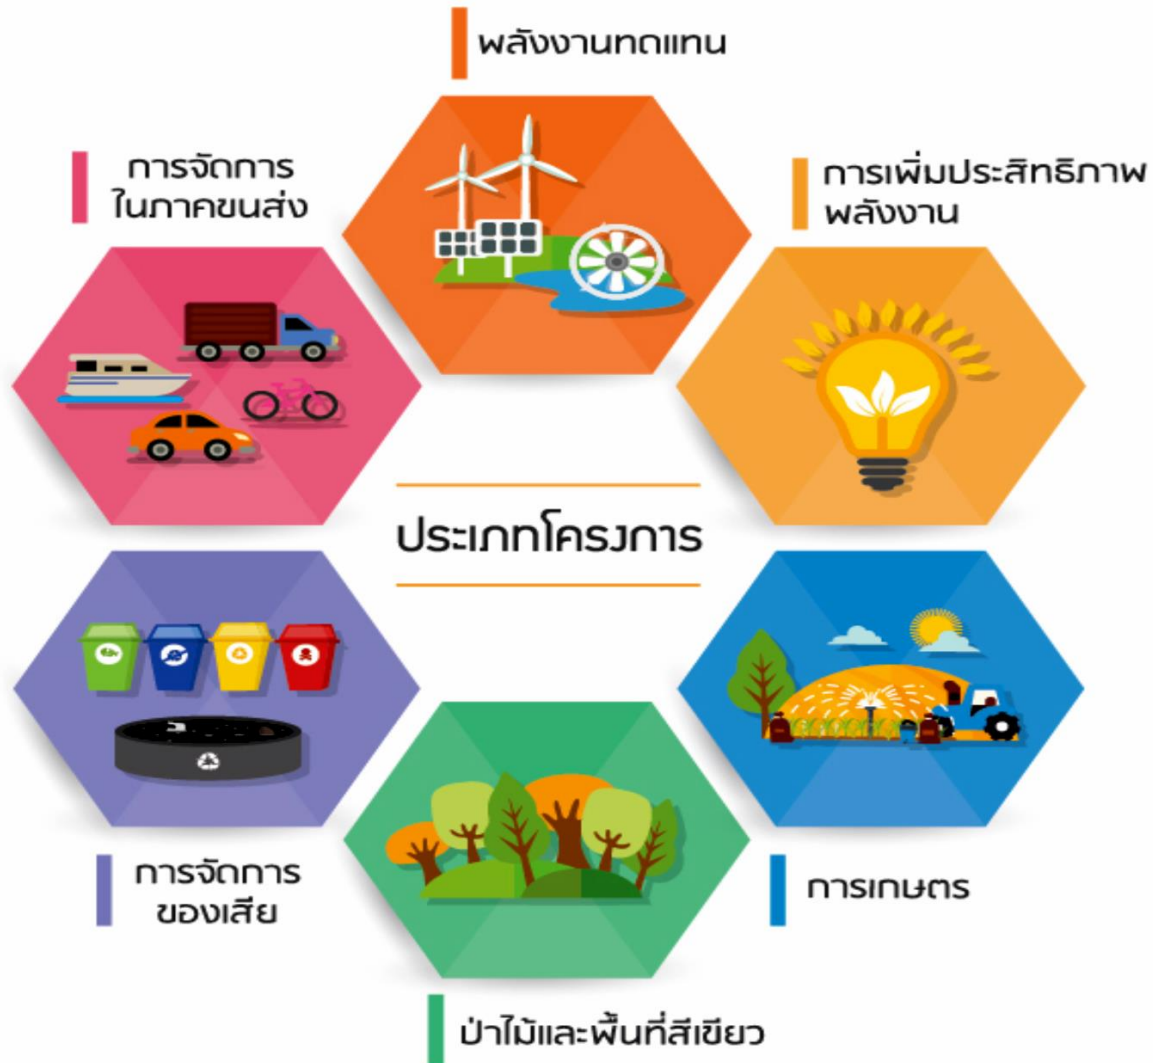 พลังงานทดแทน
การจัดการ
ในภาคขนส่ง
การเพิ่มประสิทธิภาพ
พลังงาน
ประเภทโครงการ
การจัดการ
ของเสีย
การเกษตร
ป่าไม้และพื้นที่สีเขียว